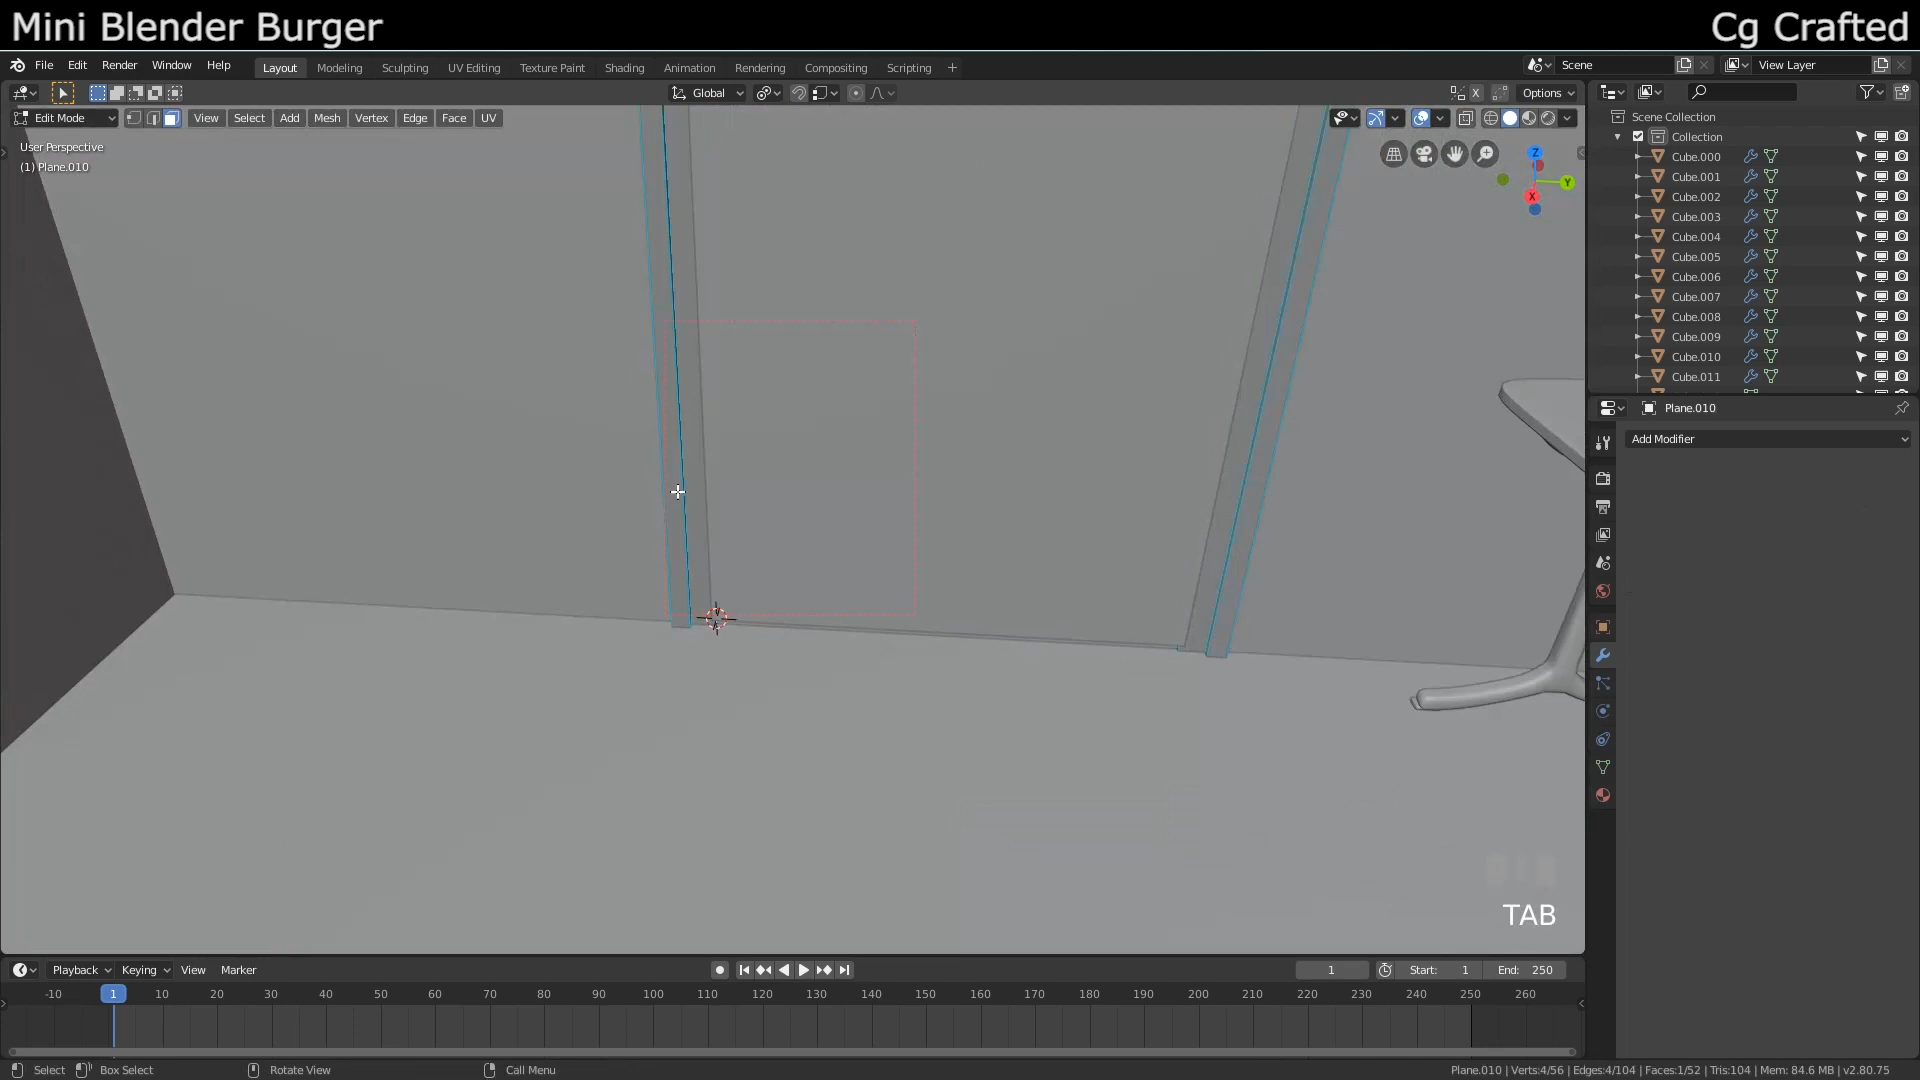 Mini Blender Burger
Cg Crafted
File Edit Render Window Help
Layout Modeling Sculpting UV Editing Texture Paint Shading Animation Rendering Compositing Scripting +
Scene
View Layer
Global
X
Options
Edit Mode
View Select Add Mesh Vertex Edge Face UV
User Perspective
(1) Plane.010
Z
Y
X
Scene Collection
Collection
Cube.000
Cube.001
Cube.002
Cube.003
Cube.004
Cube.005
Cube.006
Cube.007
Cube.008
Cube.009
Cube.010
Cube.011
Plane.010
Add Modifier
TAB
Playback Keying View Marker
1
Start: 1
End: 250
-10 1 10 20 30 40 50 60 70 80 90 100 110 120 130 140 150 160 170 180 190 200 210 220 230 240 250 260
Select Box Select Rotate View Call Menu
Plane.010 | Verts:4/56 | Edges:4/104 | Faces:1/52 | Tris:104 | Mem: 84.6 MB | v2.80.75